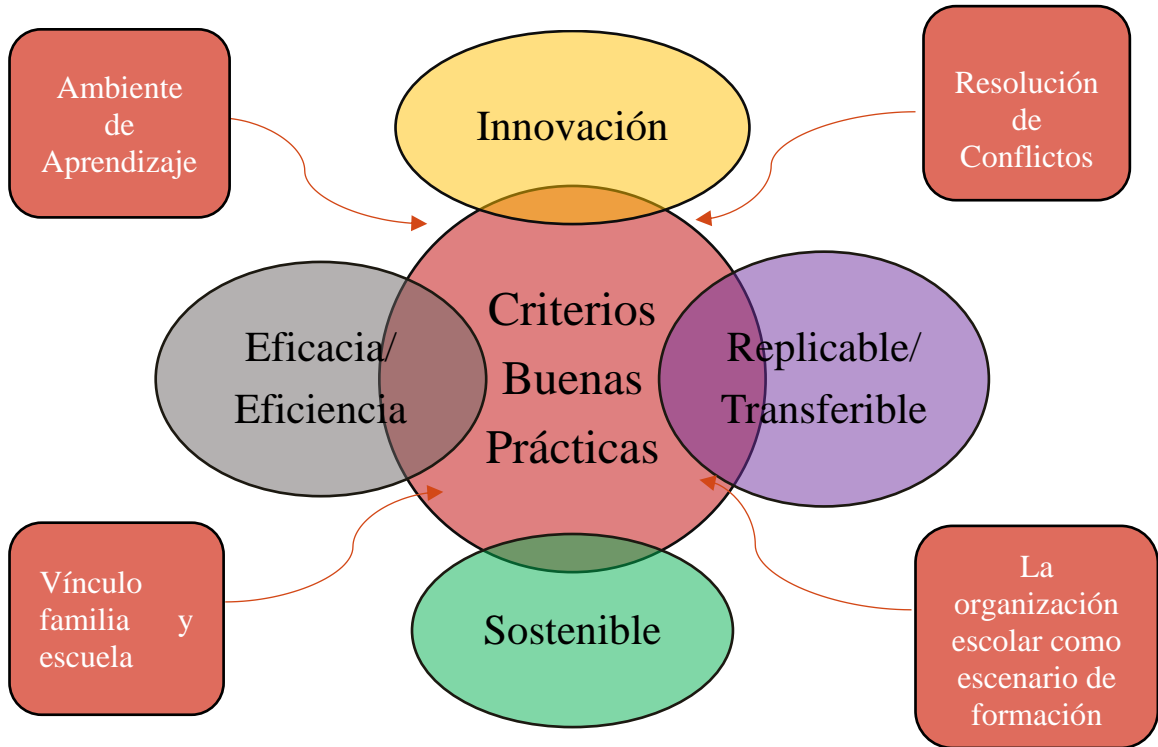 Ambiente
de
Aprendizaje
Innovación
Resolución
de
Conflictos
Eficacia/
Eficiencia
Criterios
Buenas
Prácticas
Replicable/
Transferible
Vínculo
familia y
escuela
Sostenible
La
organización
escolar como
escenario de
formación